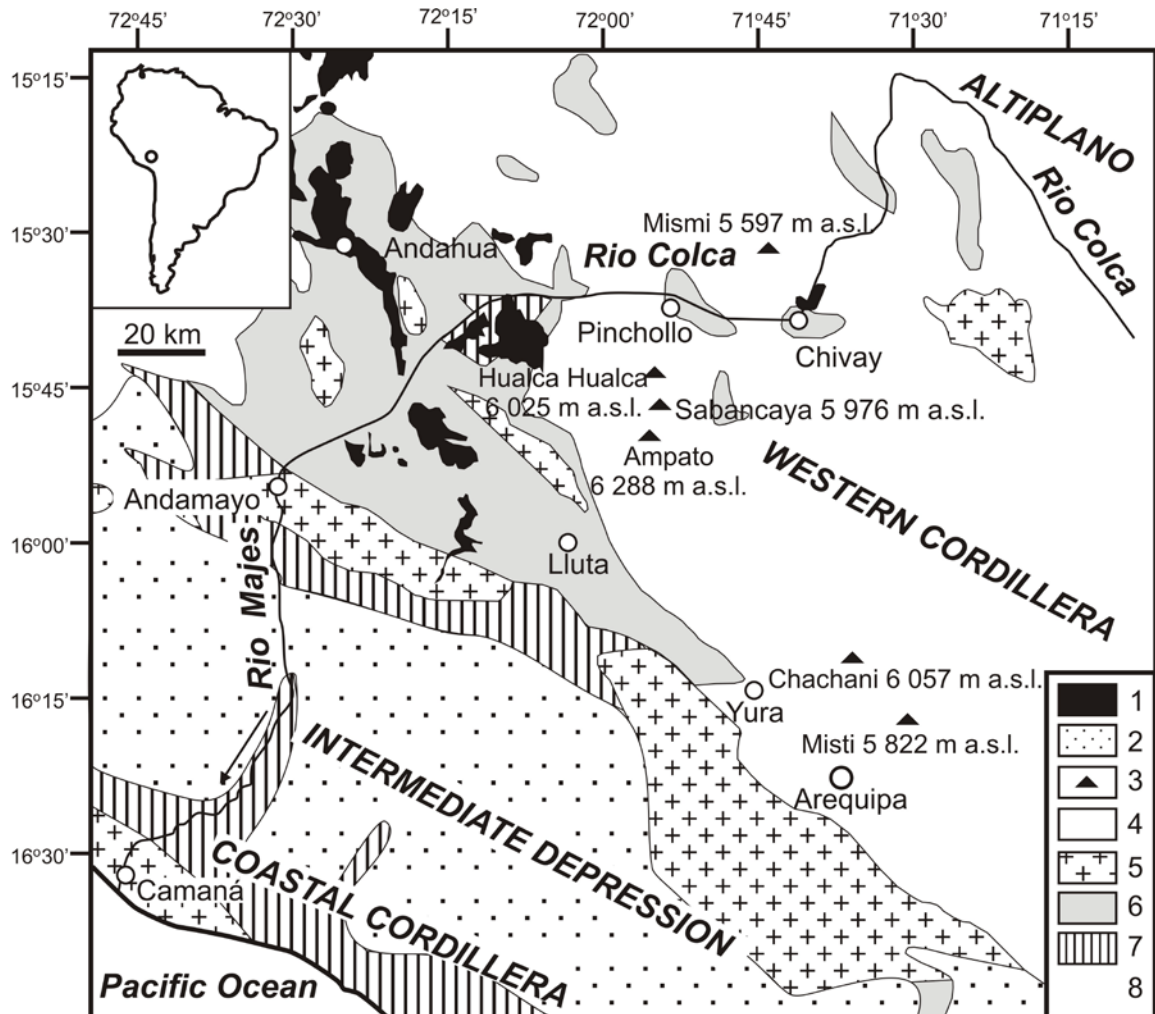 72°45' 72°30' 72°15' 72°00' 71°45' 71°30' 71°15'
15°15'
ALTIPLANO
Rio Colca
Mismi 5 597 m a.s.l.
15°30'
Andahua
Rio Colca
20 km
Pinchollo
Chivay
15°45'
Hualca Hualca
6 025 m a.s.l.
Sabancaya 5 976 m a.s.l.
Ampato
6 288 m a.s.l.
WESTERN CORDILLERA
Andamayo
16°00'
Lluta
Rio Majes
Chachani 6 057 m a.s.l.
16°15'
Yura
Misti 5 822 m a.s.l.
INTERMEDIATE DEPRESSION
Arequipa
16°30'
COASTAL CORDILLERA
Camaná
Pacific Ocean
1
2
3
4
5
6
7
8